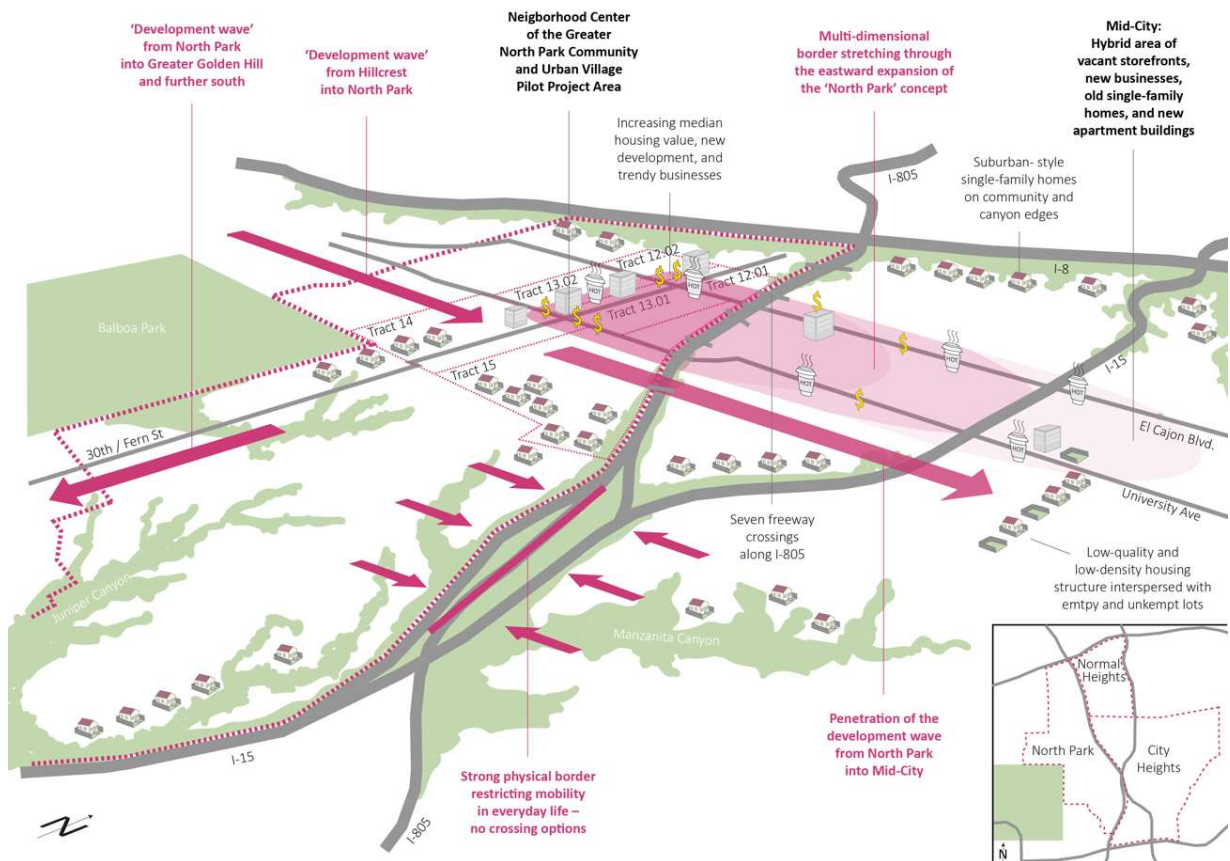 'Development wave'
from North Park
into Greater Golden Hill
and further south
'Development wave'
from Hillcrest
into North Park
Neigborhood Center
of the Greater
North Park Community
and Urban Village
Pilot Project Area
Increasing median
housing value, new
development, and
trendy businesses
Multi-dimensional
border stretching through
the eastward expansion of
the 'North Park' concept
Mid-City:
Hybrid area of
vacant storefronts,
new businesses,
old single-family
homes, and new
apartment buildings
Suburban- style
single-family homes
on community and
canyon edges
I-805
I-8
Tract 12:02
Tract 13.02
Tract 12:01
Tract 13.01
Tract 14
Tract 15
HOT
HOT
HOT
HOT
HOT
HOT
$
$
$
$
$
$
$
$
Balboa Park
30th / Fern St
I-15
El Cajon Blvd.
University Ave
Seven freeway
crossings
along I-805
Low-quality and
low-density housing
structure interspersed with
emtpy and unkempt lots
Juniper Canyon
Manzanita Canyon
I-15
I-805
Strong physical border
restricting mobility
in everyday life –
no crossing options
Penetration of the
development wave
from North Park
into Mid-City
N
Normal
Heights
North Park
City
Heights
N